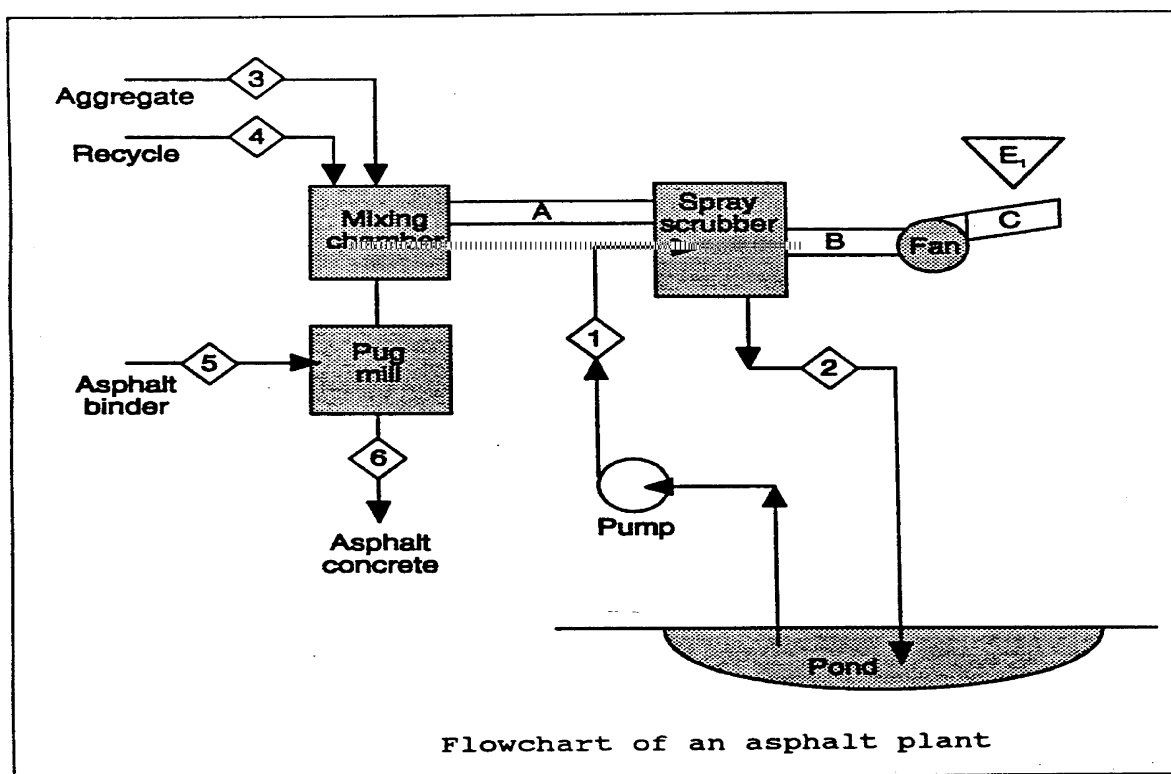 3
Aggregate
4
Recycle
Mixing
chamber
A
Spray
scrubber
B
Fan
C
E1
5
Asphalt
binder
Pug
mill
1
2
6
Asphalt
concrete
Pump
Pond
Flowchart of an asphalt plant